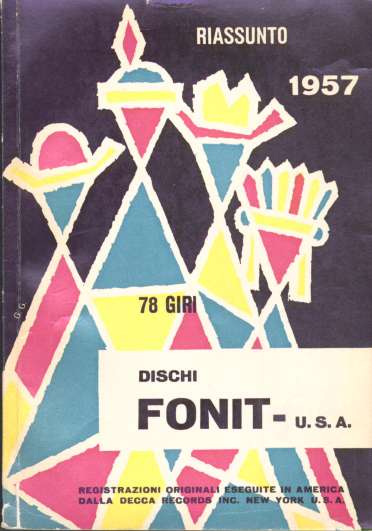 RIASSUNTO
1957
G G
78 GIRI
DISCHI
FONIT- U.S.A.
REGISTRAZIONI ORIGINALI ESEGUITE IN AMERICA
DALLA DECCA RECORDS INC. NEW YORK U.S.A.